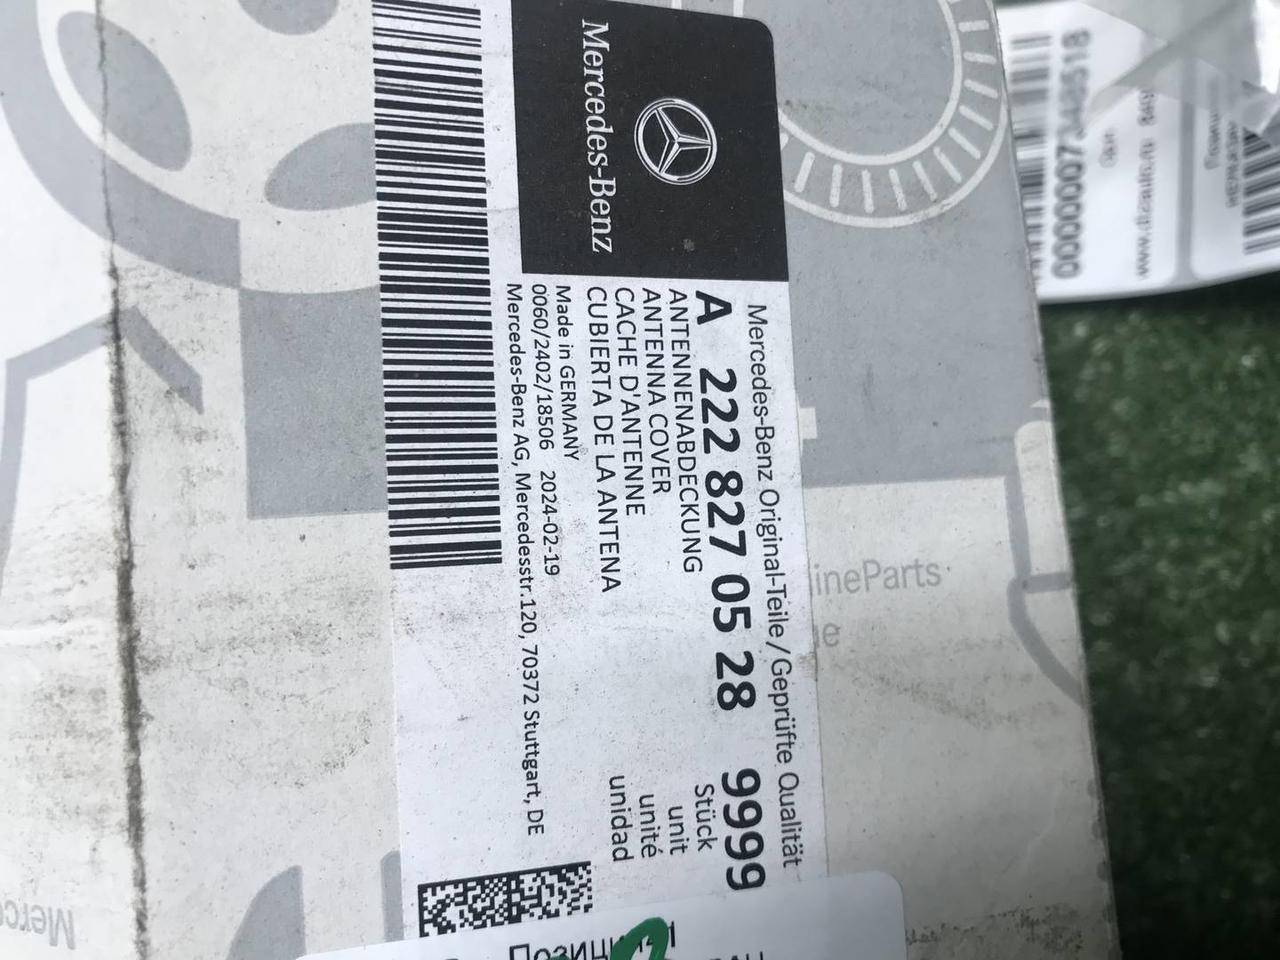 Mercedes-Benz
Mercedes-Benz Original-Teile/Geprüfte Qualität
A 222 827 05 28 9999
ANTENNENABDECKUNG Stück
ANTENNA COVER unit
CACHE D'ANTENNE unité
CUBIERTA DE LA ANTENA unidad
Made in GERMANY
0060/2402/18506 2024-02-19
Mercedes-Benz AG, Mercedesstr.120, 70372 Stuttgart, DE
lineParts
Merc